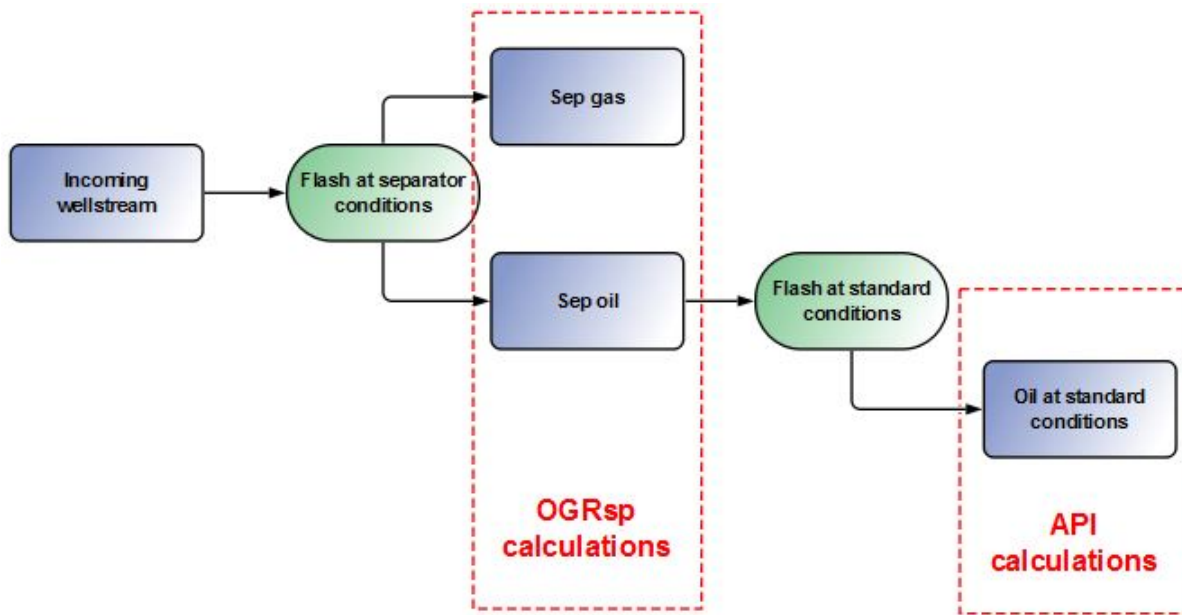 Sep gas
Incoming
wellstream
Flash at separator
conditions
Sep oil
Flash at standard
conditions
Oil at standard
conditions
OGRsp
calculations
API
calculations